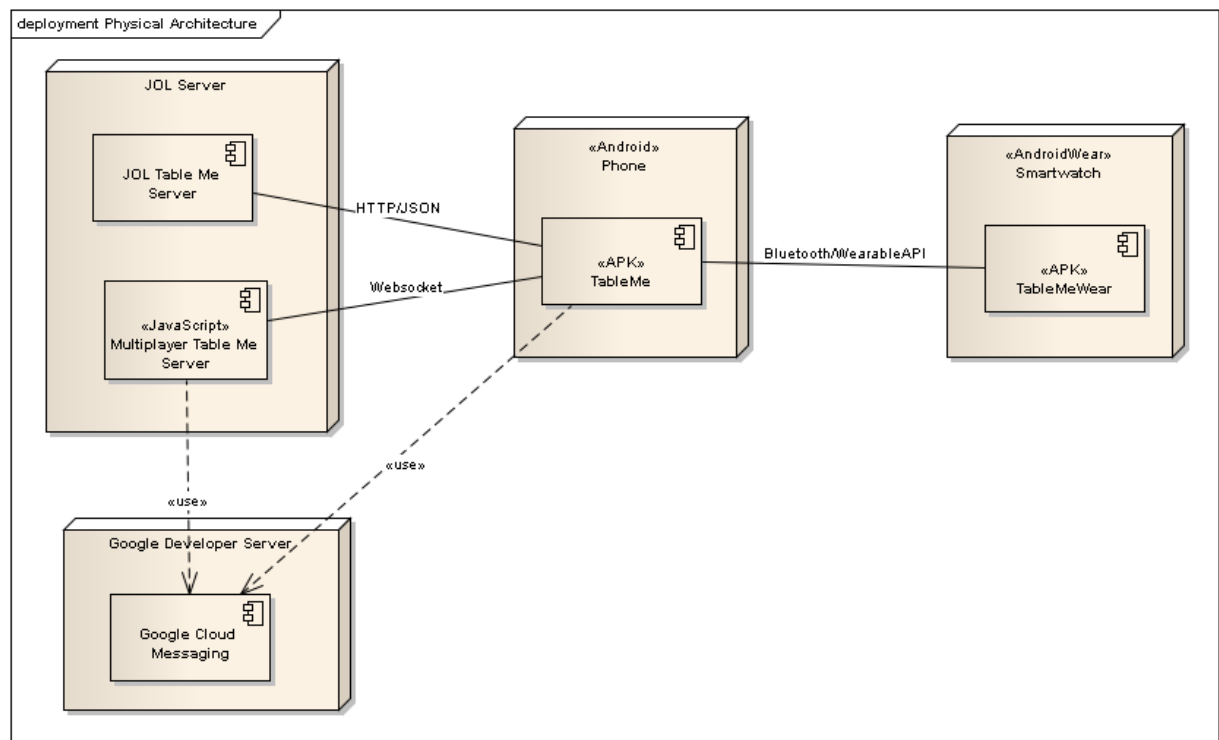 deployment Physical Architecture
JOL Server
JOL Table Me
Server
«JavaScript»
Multiplayer Table Me
Server
HTTP/JSON
Websocket
«Android»
Phone
«APK»
TableMe
Bluetooth/WearableAPI
«AndroidWear»
Smartwatch
«APK»
TableMeWear
«use»
«use»
Google Developer Server
Google Cloud
Messaging